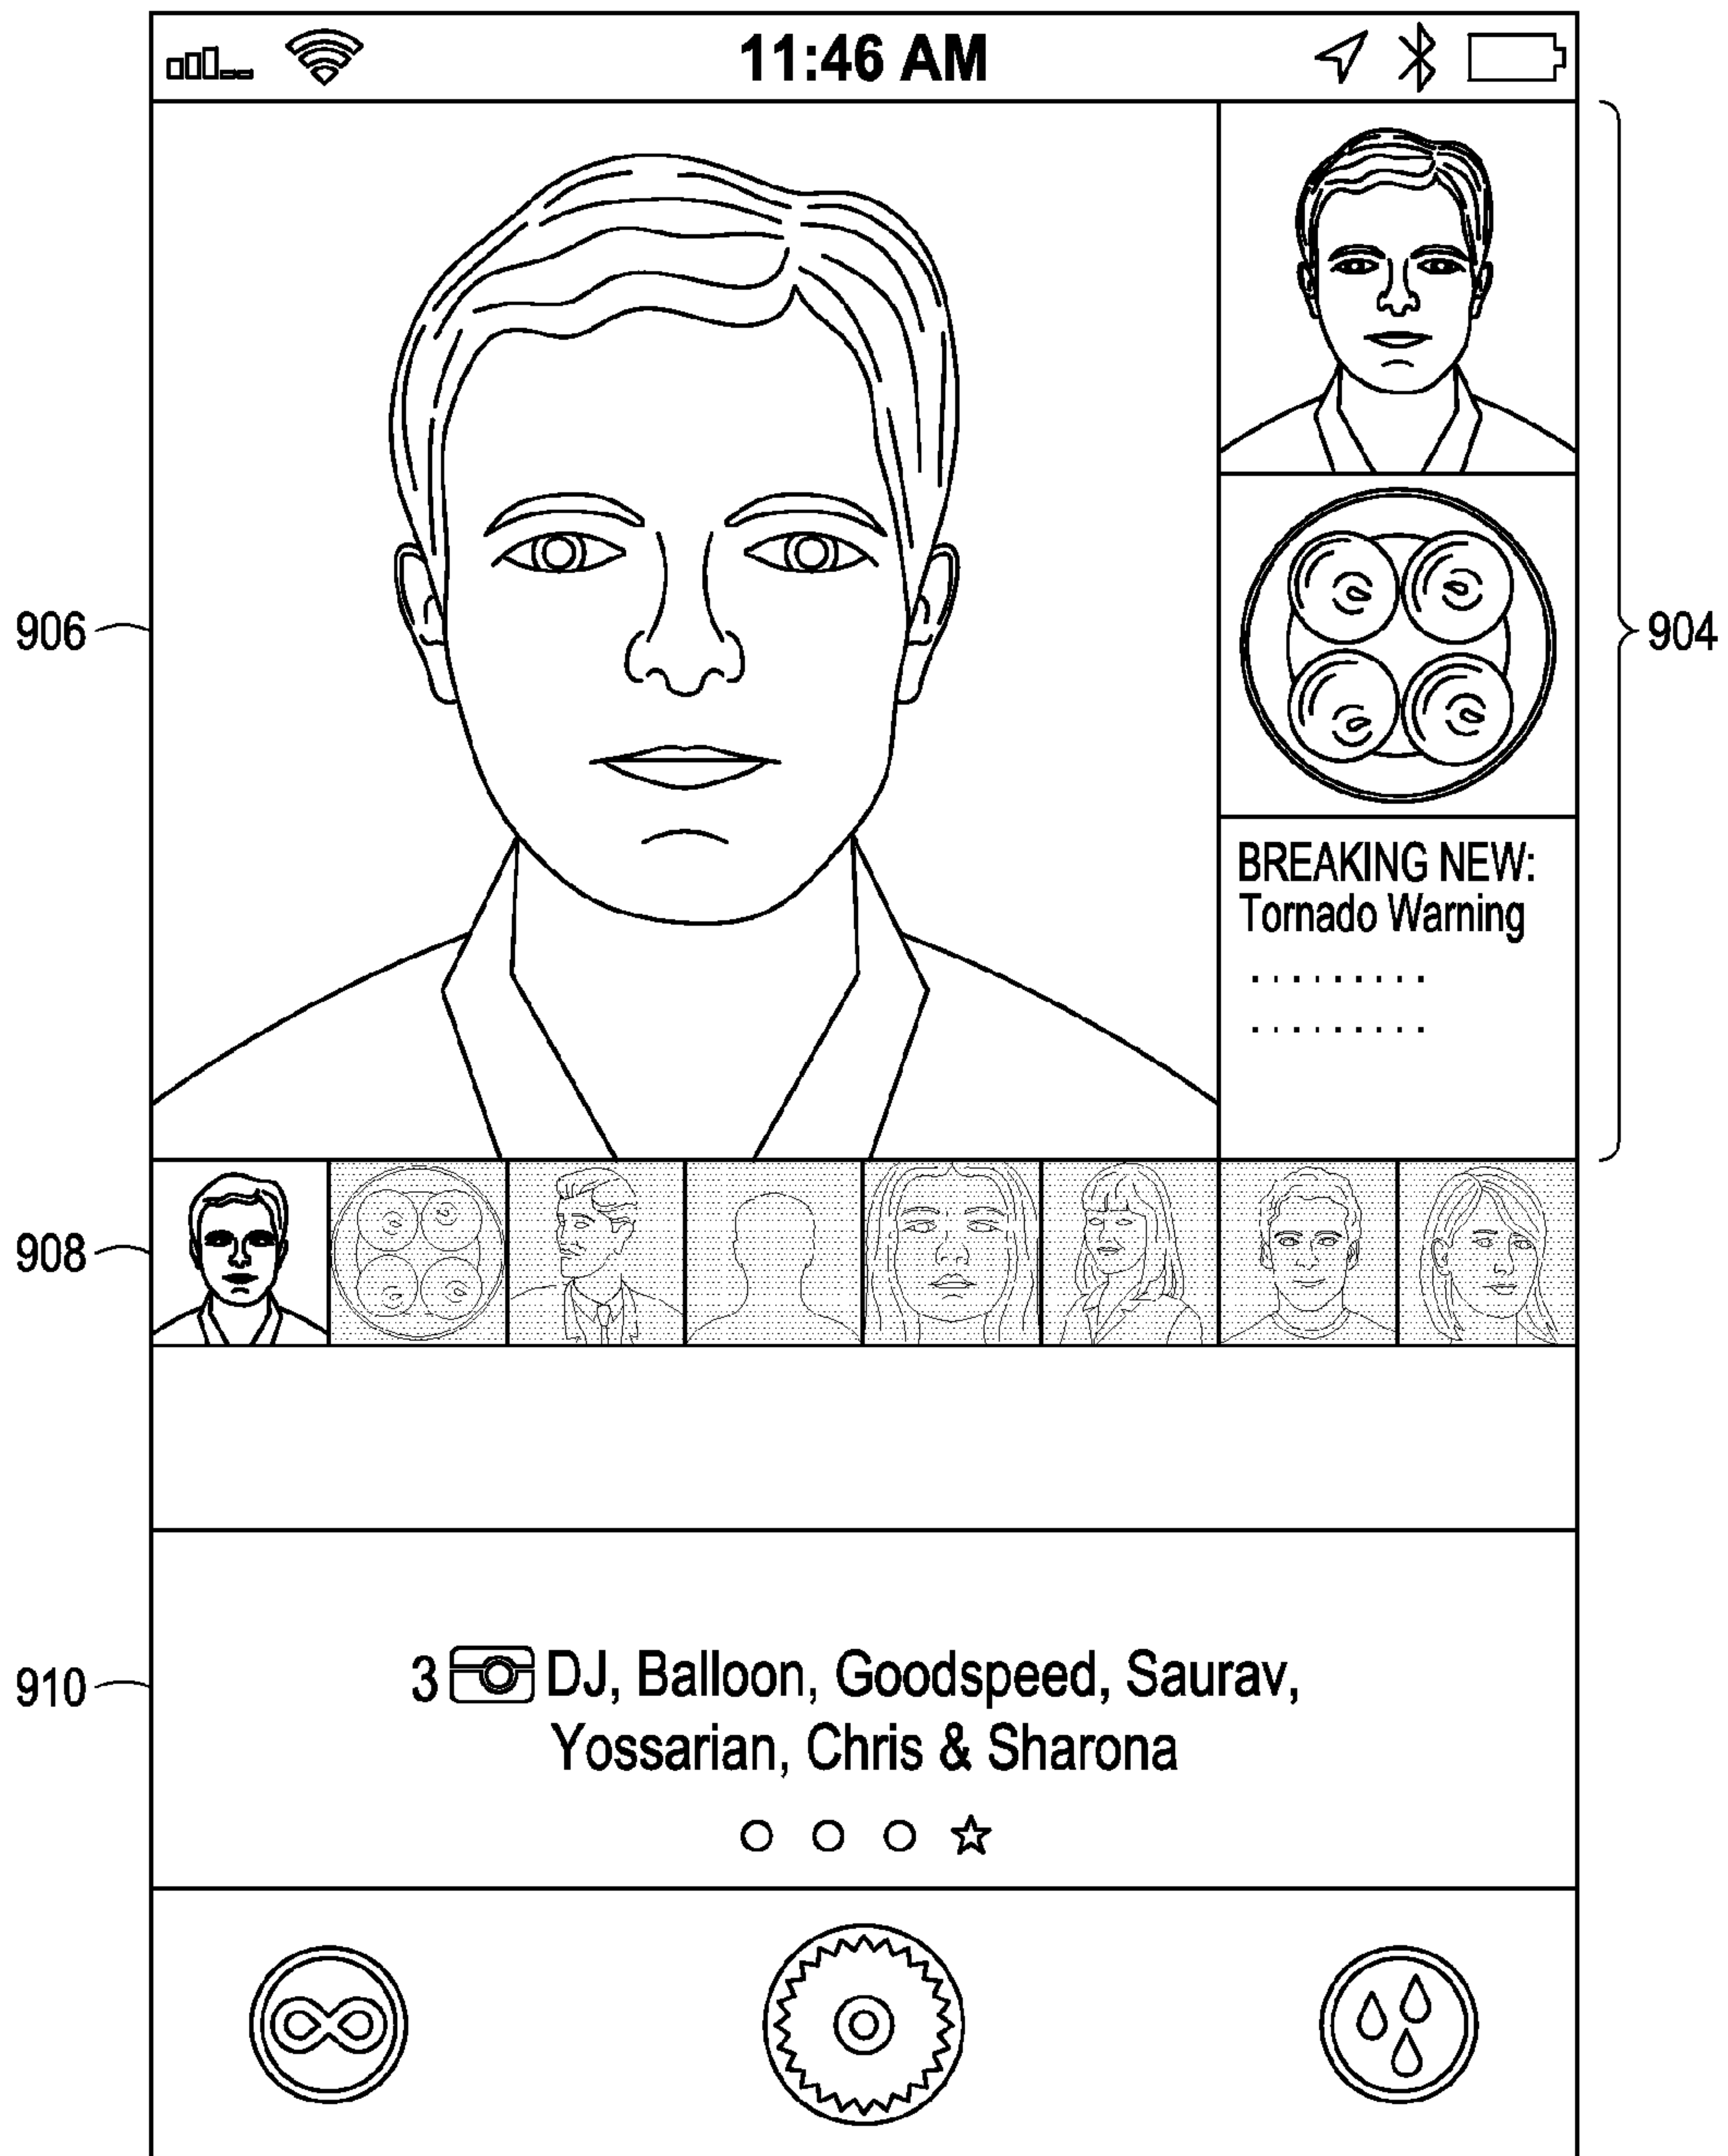 11:46 AM
906
904
BREAKING NEW:
Tornado Warning
908
910
3 DJ, Balloon, Goodspeed, Saurav,
Yossarian, Chris & Sharona